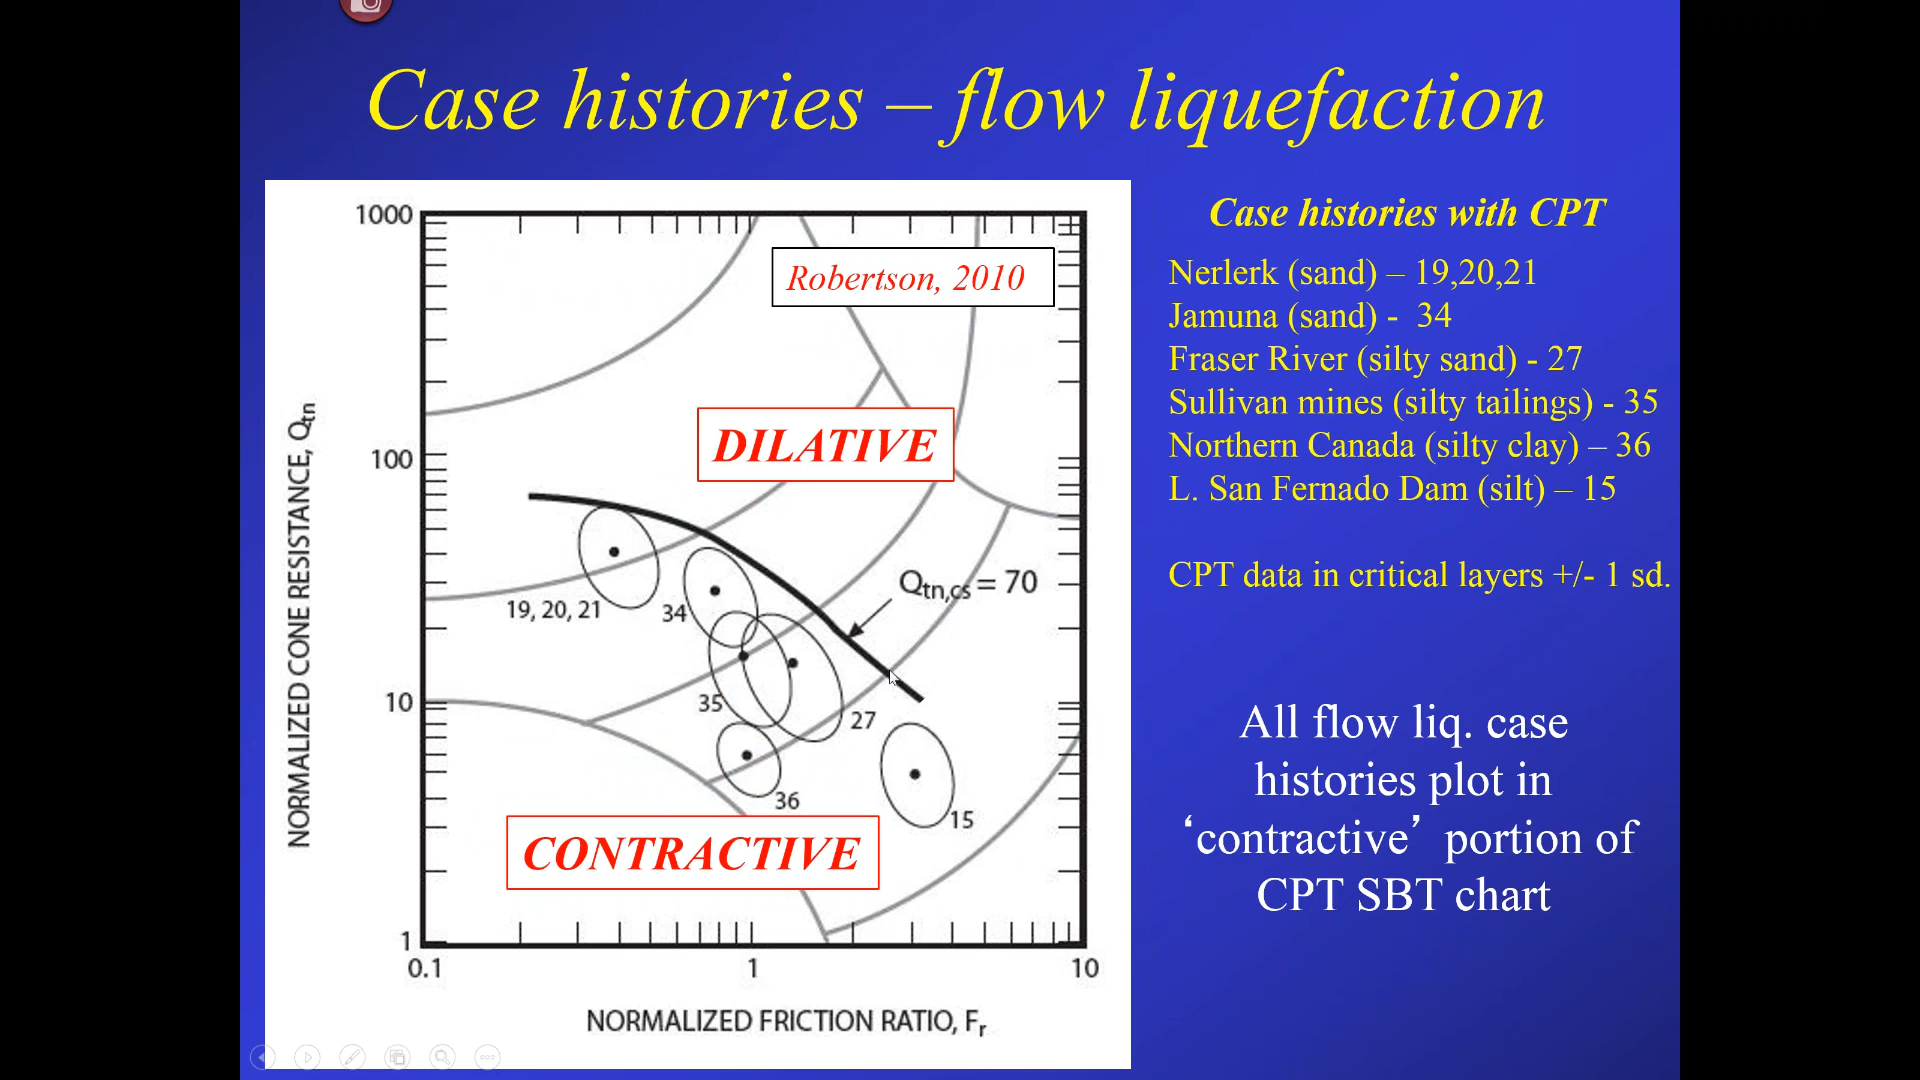 Case histories – flow liquefaction
1000
100
10
1
0.1
1
10
NORMALIZED CONE RESISTANCE, Qtn
NORMALIZED FRICTION RATIO, Fr
Robertson, 2010
DILATIVE
Qtn,cs = 70
19, 20, 21
34
35
27
36
15
CONTRACTIVE
Case histories with CPT
Nerlerk (sand) – 19,20,21
Jamuna (sand) - 34
Fraser River (silty sand) - 27
Sullivan mines (silty tailings) - 35
Northern Canada (silty clay) – 36
L. San Fernado Dam (silt) – 15
CPT data in critical layers +/- 1 sd.
All flow liq. case
histories plot in
‘contractive’ portion of
CPT SBT chart